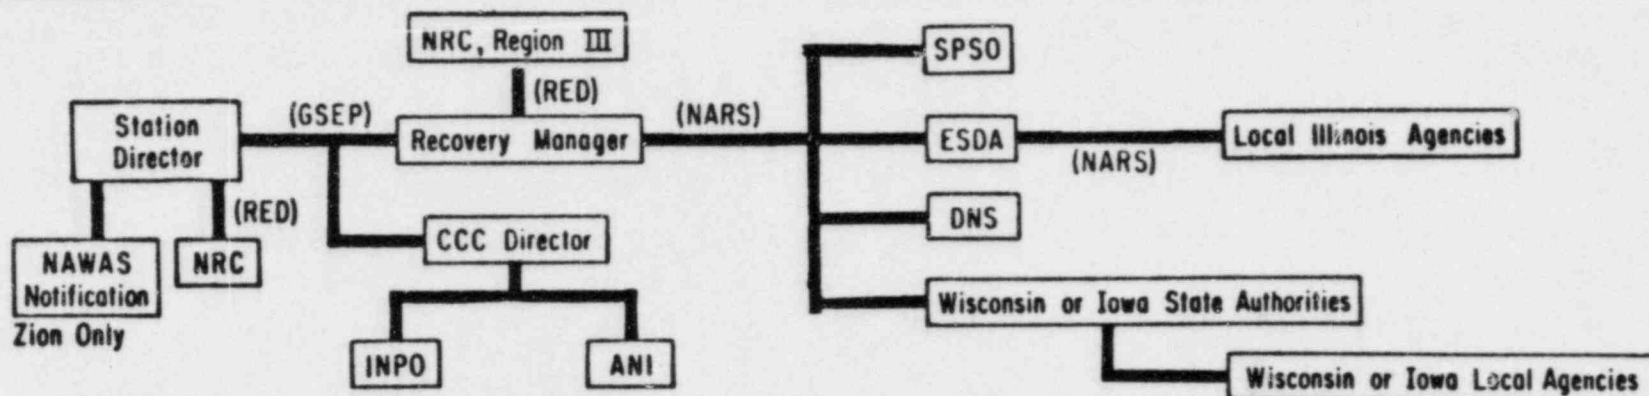 NRC, Region III
SPSO
(RED)
Station
Director
(GSEP)
Recovery Manager
(NARS)
ESDA
(NARS)
Local Illinois Agencies
(RED)
DNS
NAWAS
Notification
NRC
CCC Director
Zion Only
Wisconsin or Iowa State Authorities
INPO
ANI
Wisconsin or Iowa Local Agencies